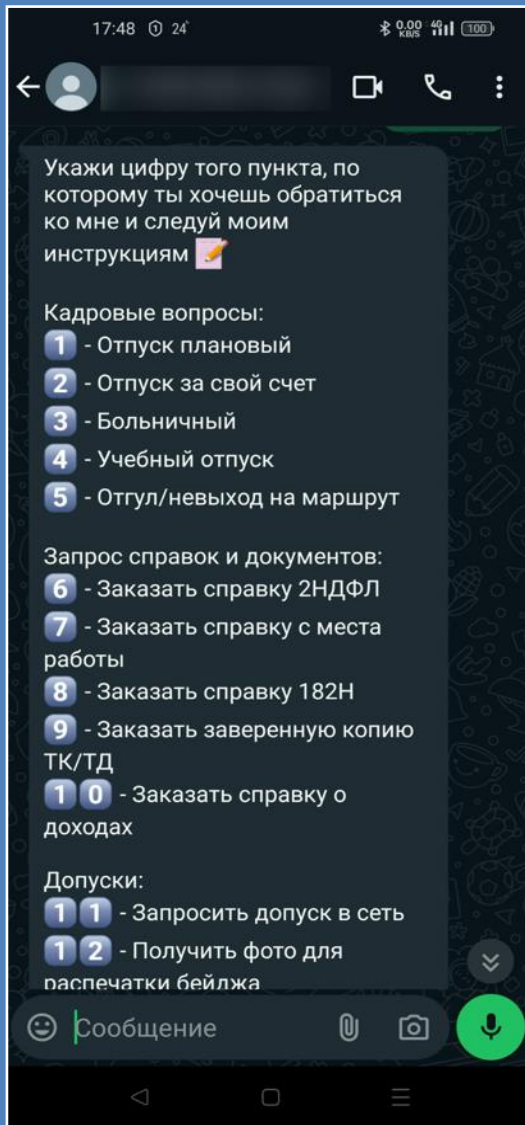 17:48 24°
0.00 KB/S 4G 100
Укажи цифру того пункта, по
которому ты хочешь обратиться
ко мне и следуй моим
инструкциям
Кадровые вопросы:
1 - Отпуск плановый
2 - Отпуск за свой счет
3 - Больничный
4 - Учебный отпуск
5 - Отгул/невыход на маршрут
Запрос справок и документов:
6 - Заказать справку 2НДФЛ
7 - Заказать справку с места
работы
8 - Заказать справку 182Н
9 - Заказать заверенную копию
ТК/ТД
10 - Заказать справку о
доходах
Допуски:
11 - Запросить допуск в сеть
12 - Получить фото для
распечатки бейджа
Сообщение